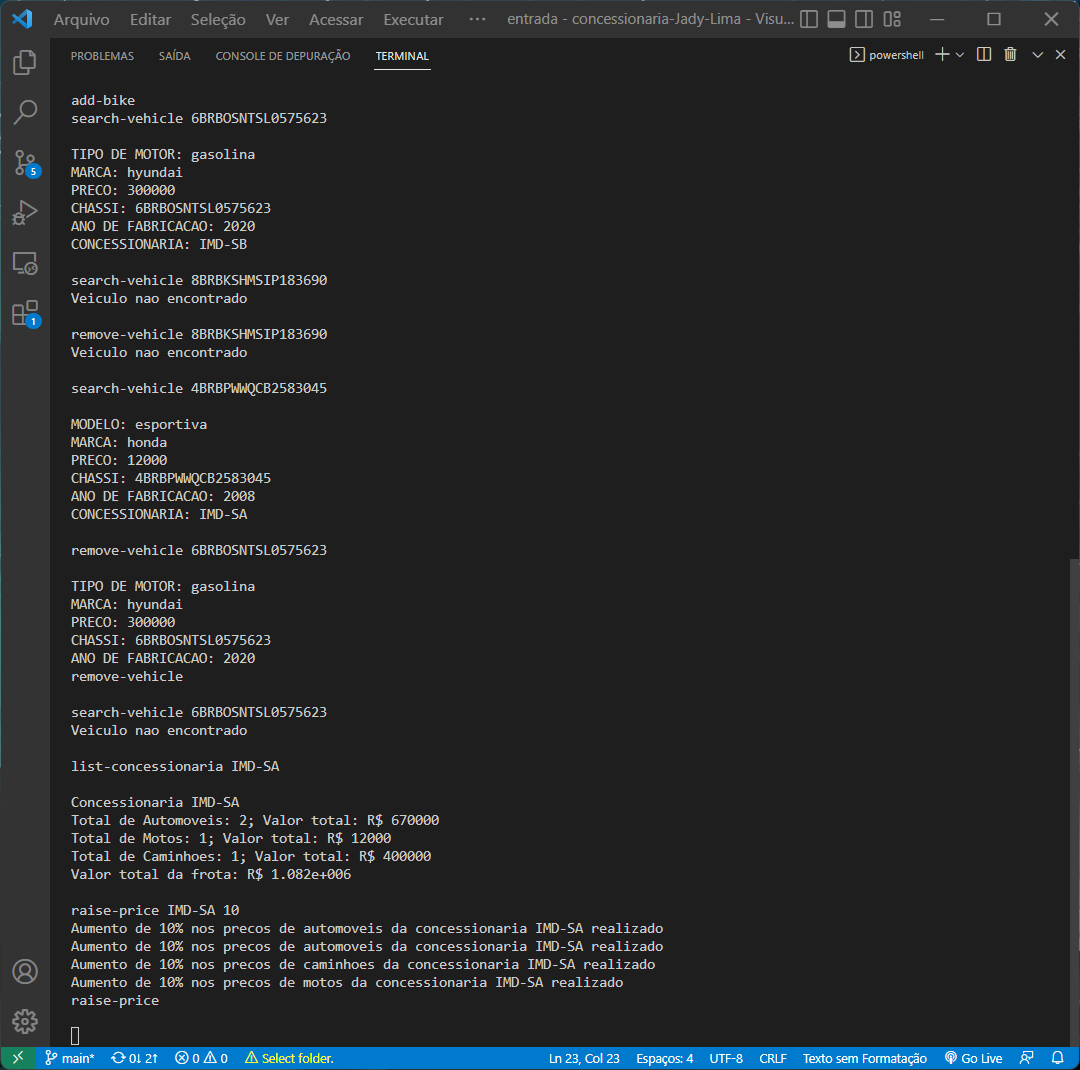 Arquivo Editar Seleção Ver Acessar Executar ··· entrada - concessionaria-Jady-Lima - Visu...
PROBLEMAS SAÍDA CONSOLE DE DEPURAÇÃO TERMINAL powershell
add-bike
search-vehicle 6BRBOSNTSL0575623
TIPO DE MOTOR: gasolina
MARCA: hyundai
PRECO: 300000
CHASSI: 6BRBOSNTSL0575623
ANO DE FABRICACAO: 2020
CONCESSIONARIA: IMD-SB
search-vehicle 8BRBKSHMSIP183690
Veiculo nao encontrado
remove-vehicle 8BRBKSHMSIP183690
Veiculo nao encontrado
search-vehicle 4BRBPWWQCB2583045
MODELO: esportiva
MARCA: honda
PRECO: 12000
CHASSI: 4BRBPWWQCB2583045
ANO DE FABRICACAO: 2008
CONCESSIONARIA: IMD-SA
remove-vehicle 6BRBOSNTSL0575623
TIPO DE MOTOR: gasolina
MARCA: hyundai
PRECO: 300000
CHASSI: 6BRBOSNTSL0575623
ANO DE FABRICACAO: 2020
remove-vehicle
search-vehicle 6BRBOSNTSL0575623
Veiculo nao encontrado
list-concessionaria IMD-SA
Concessionaria IMD-SA
Total de Automoveis: 2; Valor total: R$ 670000
Total de Motos: 1; Valor total: R$ 12000
Total de Caminhoes: 1; Valor total: R$ 400000
Valor total da frota: R$ 1.082e+006
raise-price IMD-SA 10
Aumento de 10% nos precos de automoveis da concessionaria IMD-SA realizado
Aumento de 10% nos precos de automoveis da concessionaria IMD-SA realizado
Aumento de 10% nos precos de caminhoes da concessionaria IMD-SA realizado
Aumento de 10% nos precos de motos da concessionaria IMD-SA realizado
raise-price
5
1
main* 0↓ 2↑ 0 0 Select folder. Ln 23, Col 23 Espaços: 4 UTF-8 CRLF Texto sem Formatação Go Live